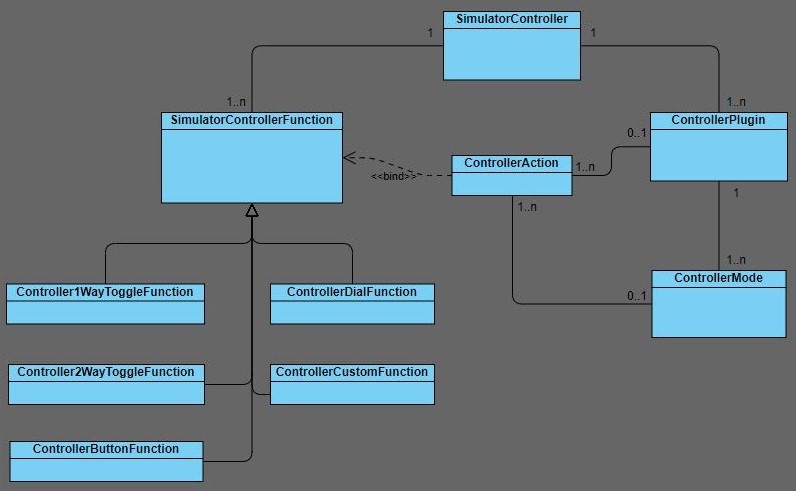 SimulatorController
1
1
1..n
1..n
SimulatorControllerFunction
ControllerPlugin
0..1
ControllerAction
1..n
<<bind>>
1
1..n
1..n
ControllerMode
Controller1WayToggleFunction
ControllerDialFunction
0..1
Controller2WayToggleFunction
ControllerCustomFunction
ControllerButtonFunction